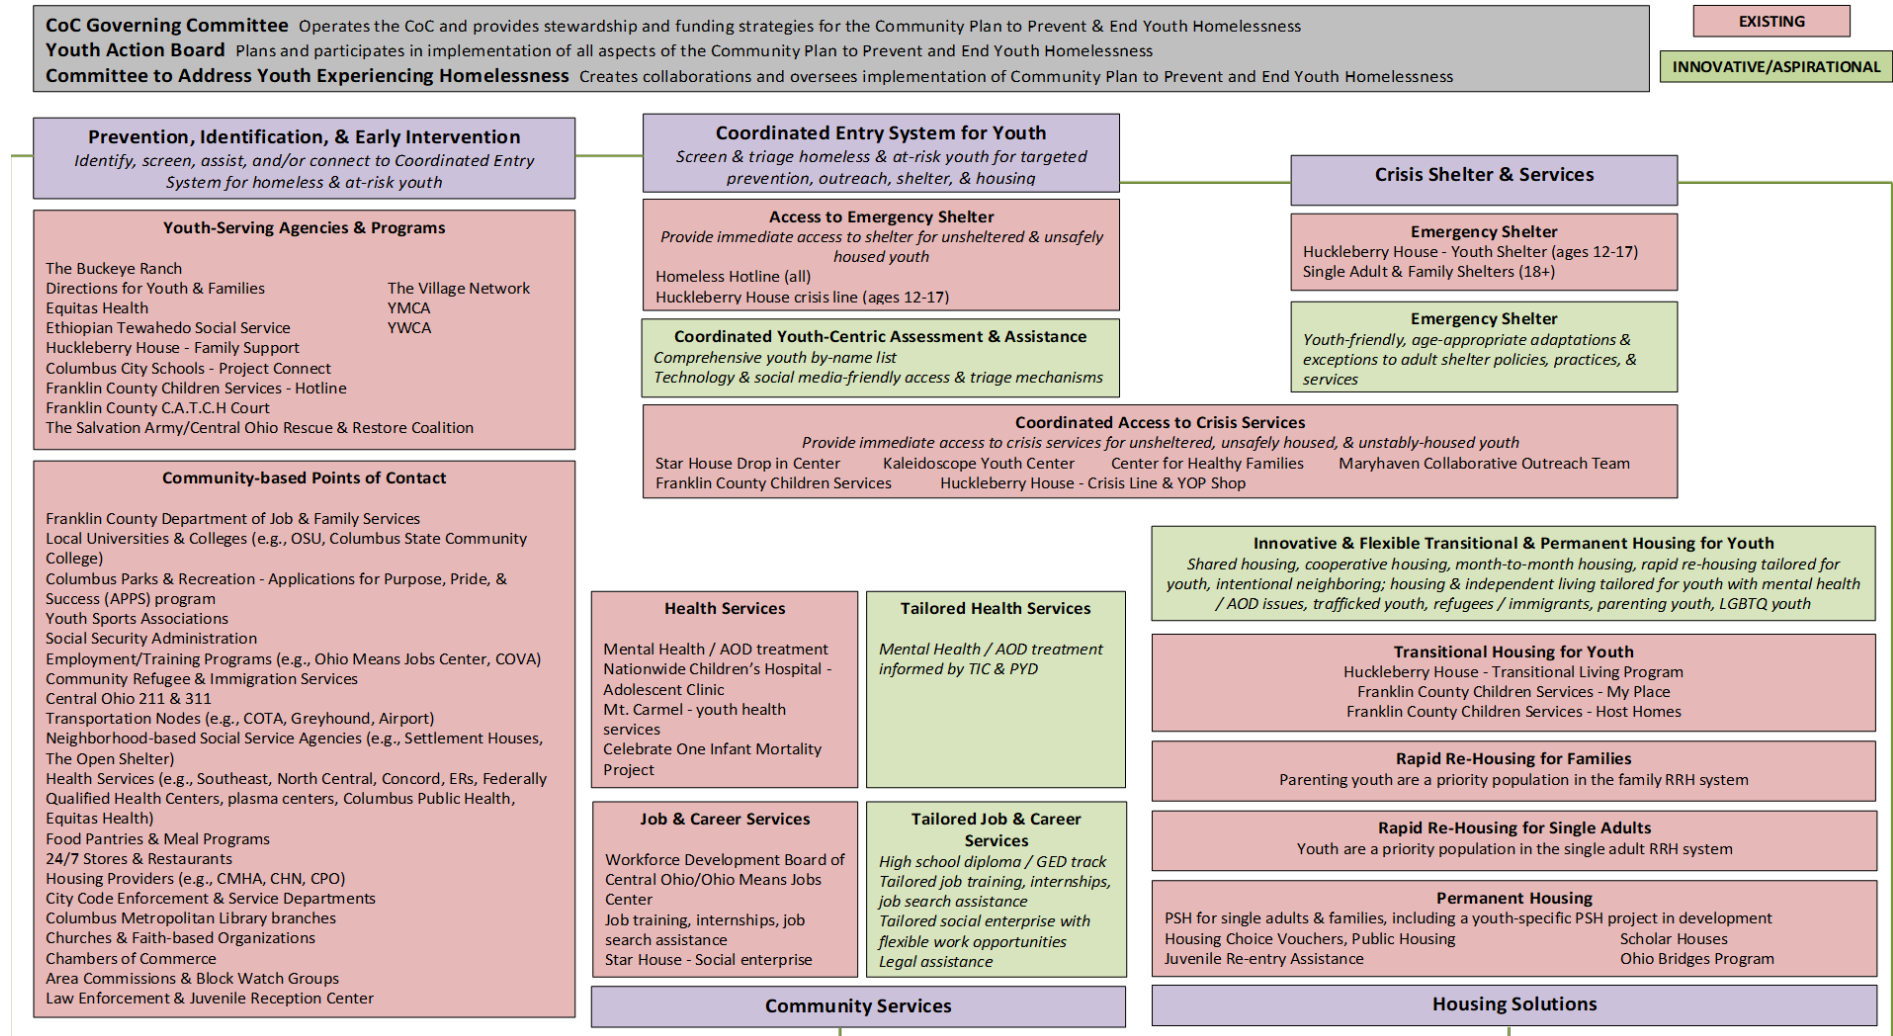 CoC Governing Committee Operates the CoC and provides stewardship and funding strategies for the Community Plan to Prevent & End Youth Homelessness
Youth Action Board Plans and participates in implementation of all aspects of the Community Plan to Prevent and End Youth Homelessness
Committee to Address Youth Experiencing Homelessness Creates collaborations and oversees implementation of Community Plan to Prevent and End Youth Homelessness
EXISTING
INNOVATIVE/ASPIRATIONAL
Prevention, Identification, & Early Intervention
Identify, screen, assist, and/or connect to Coordinated Entry
System for homeless & at-risk youth
Youth-Serving Agencies & Programs
The Buckeye Ranch
Directions for Youth & Families
Equitas Health
Ethiopian Tewahedo Social Service
Huckleberry House - Family Support
Columbus City Schools - Project Connect
Franklin County Children Services - Hotline
Franklin County C.A.T.C.H Court
The Salvation Army/Central Ohio Rescue & Restore Coalition
The Village Network
YMCA
YWCA
Community-based Points of Contact
Franklin County Department of Job & Family Services
Local Universities & Colleges (e.g., OSU, Columbus State Community
College)
Columbus Parks & Recreation - Applications for Purpose, Pride, &
Success (APPS) program
Youth Sports Associations
Social Security Administration
Employment/Training Programs (e.g., Ohio Means Jobs Center, COVA)
Community Refugee & Immigration Services
Central Ohio 211 & 311
Transportation Nodes (e.g., COTA, Greyhound, Airport)
Neighborhood-based Social Service Agencies (e.g., Settlement Houses,
The Open Shelter)
Health Services (e.g., Southeast, North Central, Concord, ERs, Federally
Qualified Health Centers, plasma centers, Columbus Public Health,
Equitas Health)
Food Pantries & Meal Programs
24/7 Stores & Restaurants
Housing Providers (e.g., CMHA, CHN, CPO)
City Code Enforcement & Service Departments
Columbus Metropolitan Library branches
Churches & Faith-based Organizations
Chambers of Commerce
Area Commissions & Block Watch Groups
Law Enforcement & Juvenile Reception Center
Coordinated Entry System for Youth
Screen & triage homeless & at-risk youth for targeted
prevention, outreach, shelter, & housing
Access to Emergency Shelter
Provide immediate access to shelter for unsheltered & unsafely
housed youth
Homeless Hotline (all)
Huckleberry House crisis line (ages 12-17)
Coordinated Youth-Centric Assessment & Assistance
Comprehensive youth by-name list
Technology & social media-friendly access & triage mechanisms
Crisis Shelter & Services
Emergency Shelter
Huckleberry House - Youth Shelter (ages 12-17)
Single Adult & Family Shelters (18+)
Emergency Shelter
Youth-friendly, age-appropriate adaptations &
exceptions to adult shelter policies, practices, &
services
Coordinated Access to Crisis Services
Provide immediate access to crisis services for unsheltered, unsafely housed, & unstably-housed youth
Star House Drop in Center Kaleidoscope Youth Center Center for Healthy Families Maryhaven Collaborative Outreach Team
Franklin County Children Services Huckleberry House - Crisis Line & YOP Shop
Health Services
Mental Health / AOD treatment
Nationwide Children’s Hospital -
Adolescent Clinic
Mt. Carmel - youth health
services
Celebrate One Infant Mortality
Project
Tailored Health Services
Mental Health / AOD treatment
informed by TIC & PYD
Job & Career Services
Workforce Development Board of
Central Ohio/Ohio Means Jobs
Center
Job training, internships, job
search assistance
Star House - Social enterprise
Tailored Job & Career
Services
High school diploma / GED track
Tailored job training, internships,
job search assistance
Tailored social enterprise with
flexible work opportunities
Legal assistance
Community Services
Innovative & Flexible Transitional & Permanent Housing for Youth
Shared housing, cooperative housing, month-to-month housing, rapid re-housing tailored for
youth, intentional neighboring; housing & independent living tailored for youth with mental health
/ AOD issues, trafficked youth, refugees / immigrants, parenting youth, LGBTQ youth
Transitional Housing for Youth
Huckleberry House - Transitional Living Program
Franklin County Children Services - My Place
Franklin County Children Services - Host Homes
Rapid Re-Housing for Families
Parenting youth are a priority population in the family RRH system
Rapid Re-Housing for Single Adults
Youth are a priority population in the single adult RRH system
Permanent Housing
PSH for single adults & families, including a youth-specific PSH project in development
Housing Choice Vouchers, Public Housing Scholar Houses
Juvenile Re-entry Assistance Ohio Bridges Program
Housing Solutions